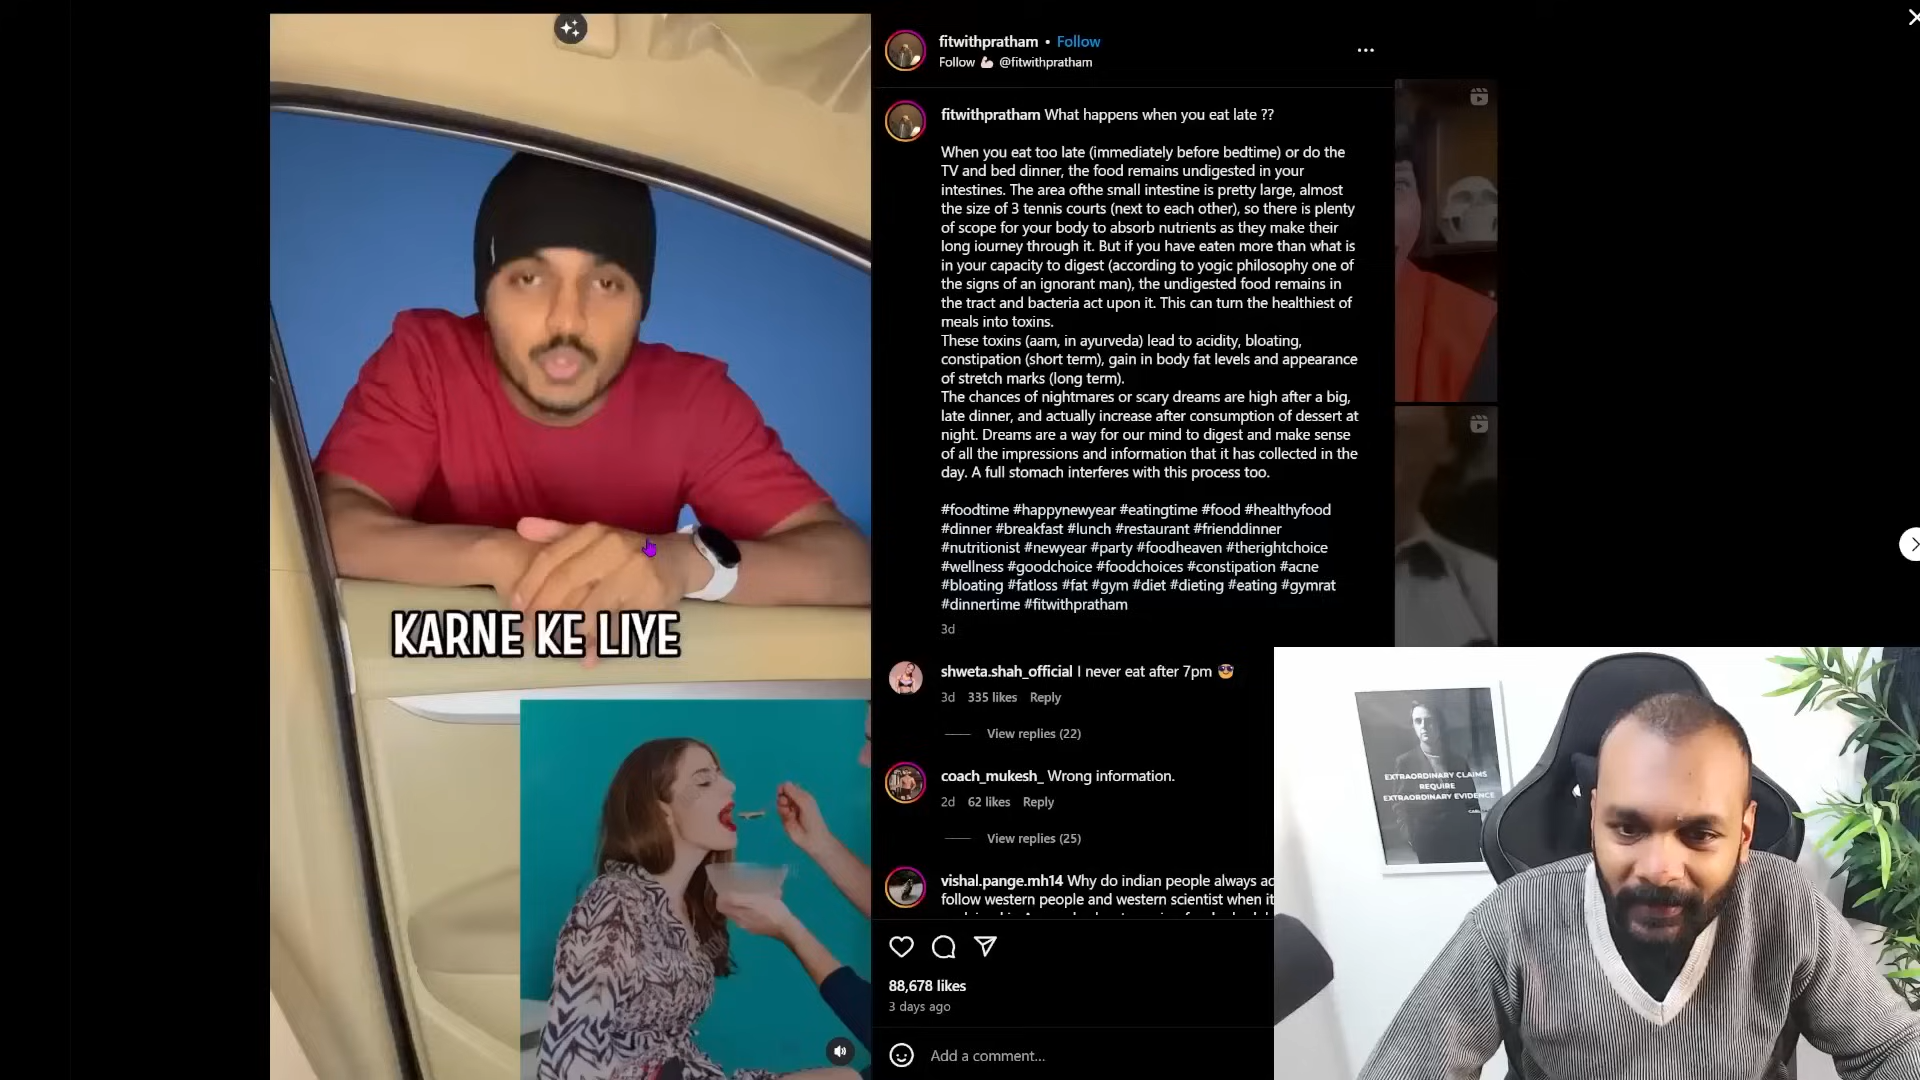 fitwithpratham • Follow
Follow 💪🏻 @fitwithpratham
fitwithpratham What happens when you eat late ??
When you eat too late (immediately before bedtime) or do the
TV and bed dinner, the food remains undigested in your
intestines. The area ofthe small intestine is pretty large, almost
the size of 3 tennis courts (next to each other), so there is plenty
of scope for your body to absorb nutrients as they make their
long iourney through it. But if you have eaten more than what is
in your capacity to digest (according to yogic philosophy one of
the signs of an ignorant man), the undigested food remains in
the tract and bacteria act upon it. This can turn the healthiest of
meals into toxins.
These toxins (aam, in ayurveda) lead to acidity, bloating,
constipation (short term), gain in body fat levels and appearance
of stretch marks (long term).
The chances of nightmares or scary dreams are high after a big,
late dinner, and actually increase after consumption of dessert at
night. Dreams are a way for our mind to digest and make sense
of all the impressions and information that it has collected in the
day. A full stomach interferes with this process too.
#foodtime #happynewyear #eatingtime #food #healthyfood
#dinner #breakfast #lunch #restaurant #frienddinner
#nutritionist #newyear #party #foodheaven #therightchoice
#wellness #goodchoice #foodchoices #constipation #acne
#bloating #fatloss #fat #gym #diet #dieting #eating #gymrat
#dinnertime #fitwithpratham
3d
shweta.shah_official I never eat after 7pm 😎
3d 335 likes Reply
View replies (22)
coach_mukesh_ Wrong information.
2d 62 likes Reply
View replies (25)
vishal.pange.mh14 Why do indian people always
follow western people and western scientist when it
88,678 likes
3 days ago
Add a comment...
KARNE KE LIYE
EXTRAORDINARY CLAIMS
REQUIRE
EXTRAORDINARY EVIDENCE